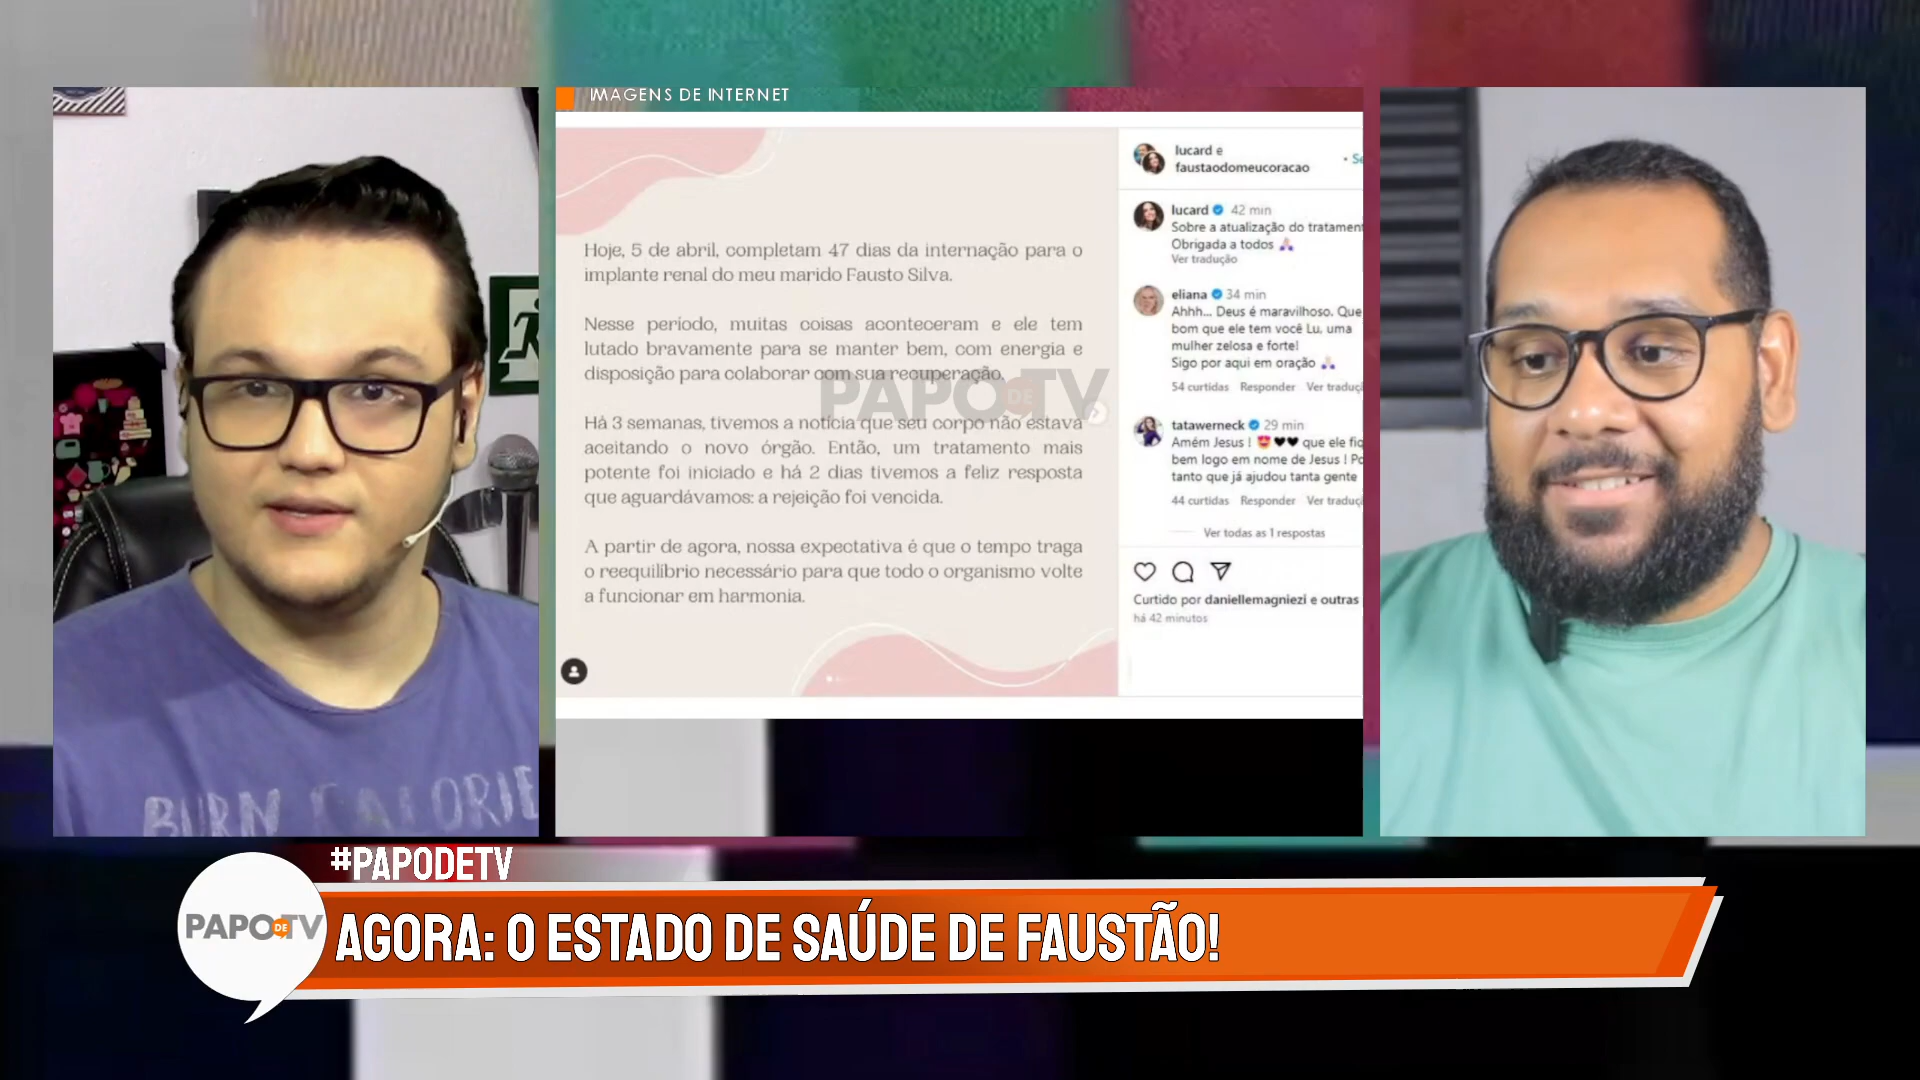 IMAGENS DE INTERNET
Hoje, 5 de abril, completam 47 dias da internação para o
implante renal do meu marido Fausto Silva.
Nesse período, muitas coisas aconteceram e ele tem
lutado bravamente para se manter bem, com energia e
disposição para colaborar com sua recuperação.
Há 3 semanas, tivemos a notícia que seu corpo não estava
aceitando o novo órgão. Então, um tratamento mais
potente foi iniciado e há 2 dias tivemos a feliz resposta
que aguardávamos: a rejeição foi vencida.
A partir de agora, nossa expectativa é que o tempo traga
o reequilíbrio necessário para que todo o organismo volte
a funcionar em harmonia.
PAPO DE TV
lucard e
faustaodomeucoracao
• Se
lucard 42 min
Sobre a atualização do tratamen
Obrigada a todos 🙏🏻
Ver tradução
eliana 34 min
Ahhh... Deus é maravilhoso. Que
bom que ele tem você Lu, uma
mulher zelosa e forte!
Sigo por aqui em oração 🙏🏻
54 curtidas Responder Ver traduç
tatawerneck 29 min
Amém Jesus ! 😍🖤🖤 que ele fiq
bem logo em nome de Jesus ! Po
tanto que já ajudou tanta gente
44 curtidas Responder Ver traduç
Ver todas as 1 respostas
Curtido por daniellemagniezi e outras
há 42 minutos
BURN CALORIE
#PAPODETV
PAPO DE TV
AGORA: O ESTADO DE SAÚDE DE FAUSTÃO!